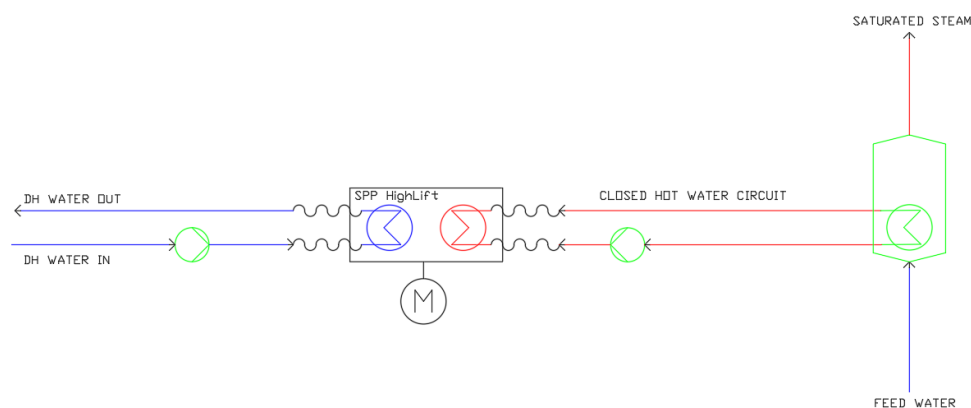 SATURATED STEAM
SPP HighLift
DH WATER OUT
CLOSED HOT WATER CIRCUIT
DH WATER IN
M
FEED WATER